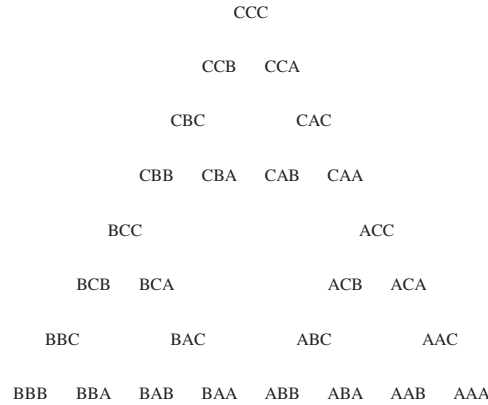 CCC
CCB CCA
CBC CAC
CBB CBA CAB CAA
BCC ACC
BCB BCA ACB ACA
BBC BAC ABC AAC
BBB BBA BAB BAA ABB ABA AAB AAA